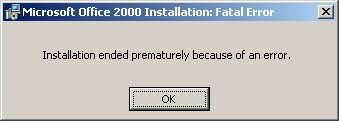 Microsoft Office 2000 Installation: Fatal Error
Installation ended prematurely because of an error.
OK